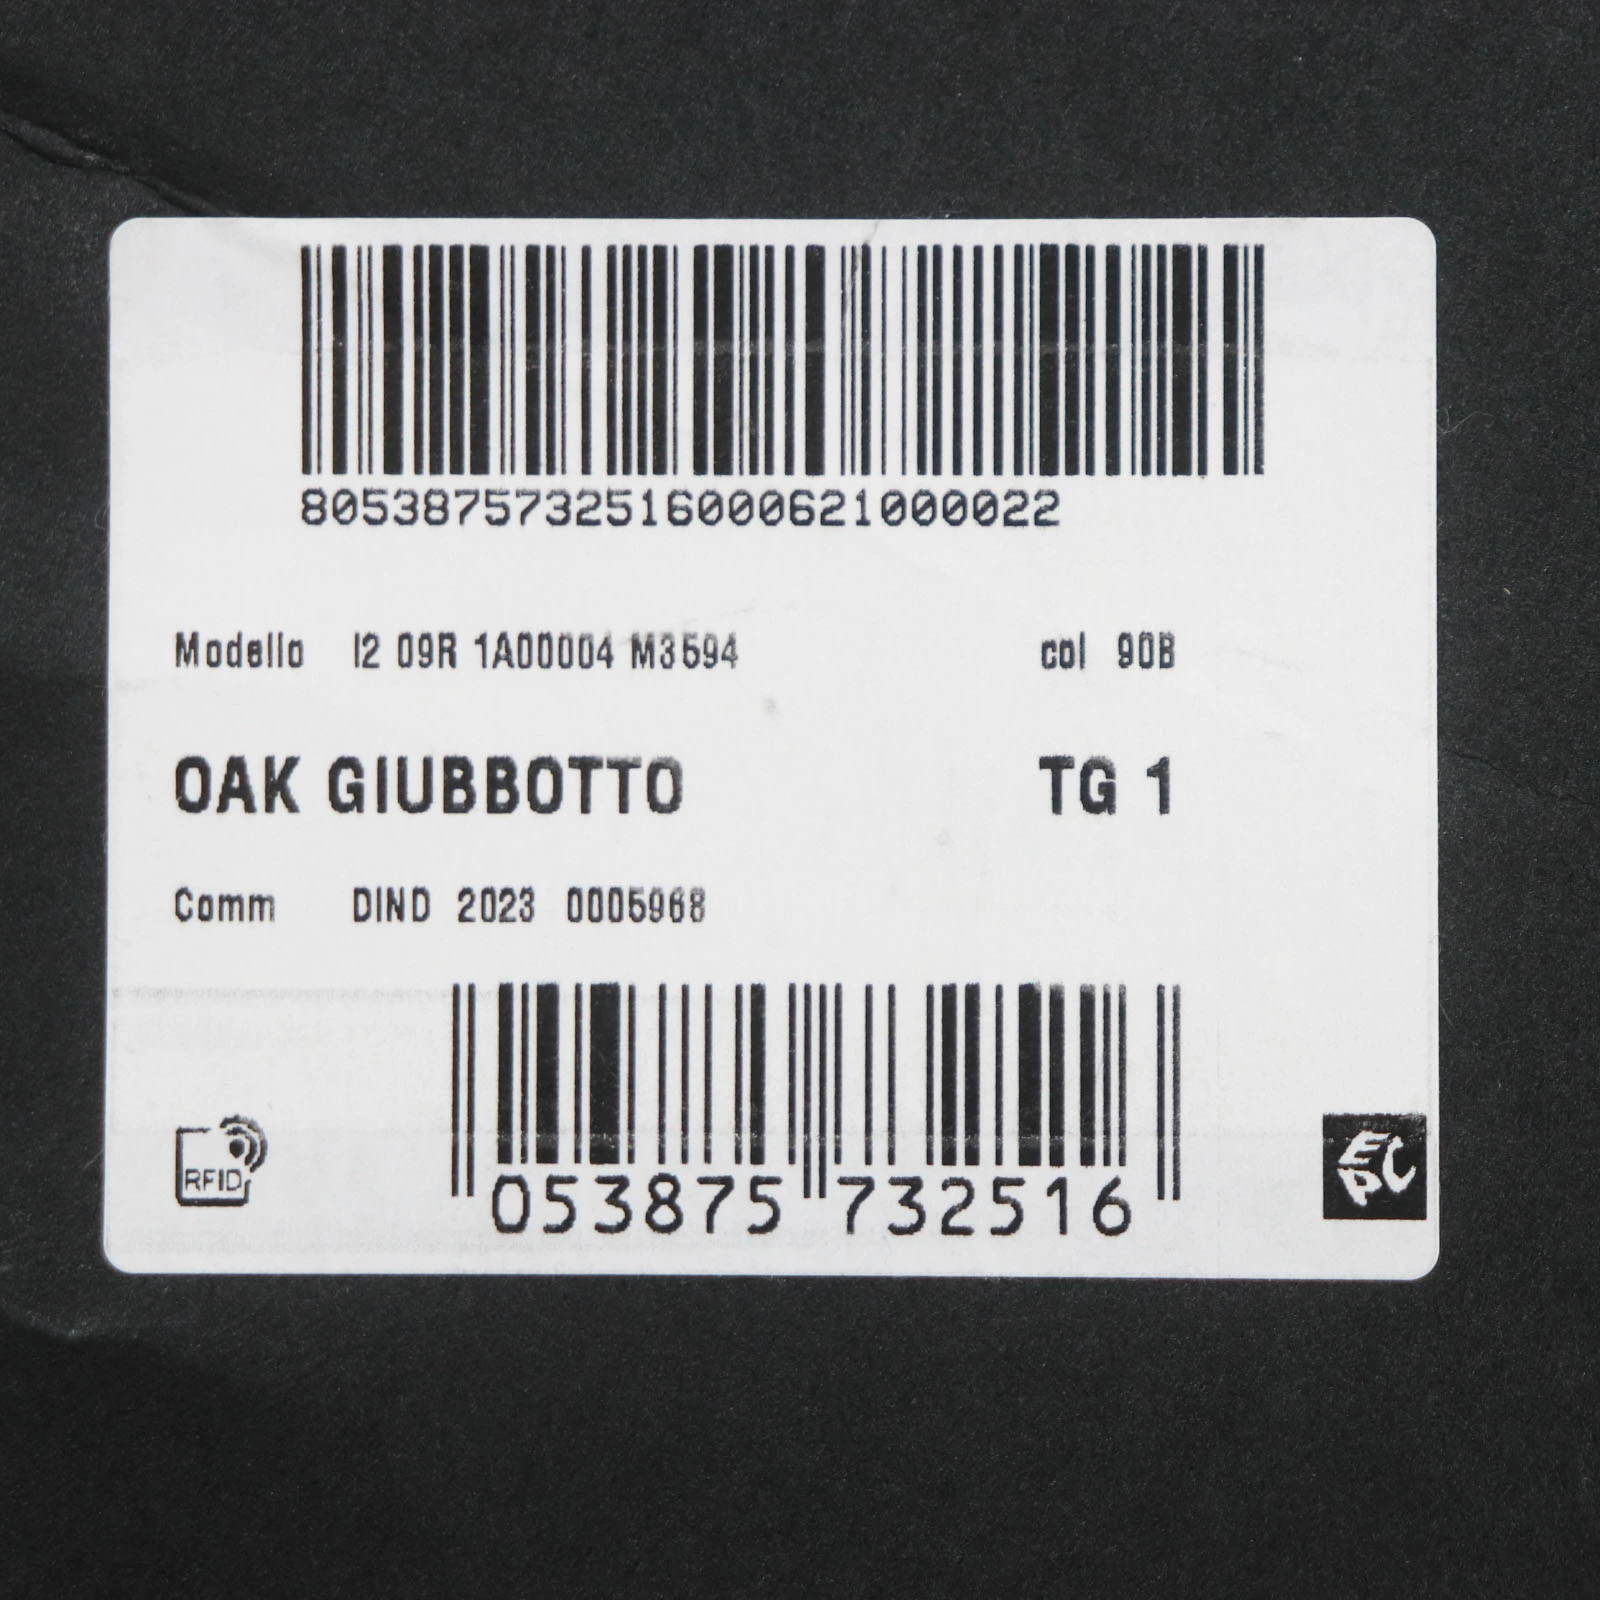 8053875732516000621000022
Modello I2 09R 1A00004 M3594 col 90B
OAK GIUBBOTTO TG 1
Comm DIND 2023 0005968
RFID
EPC
053875 732516